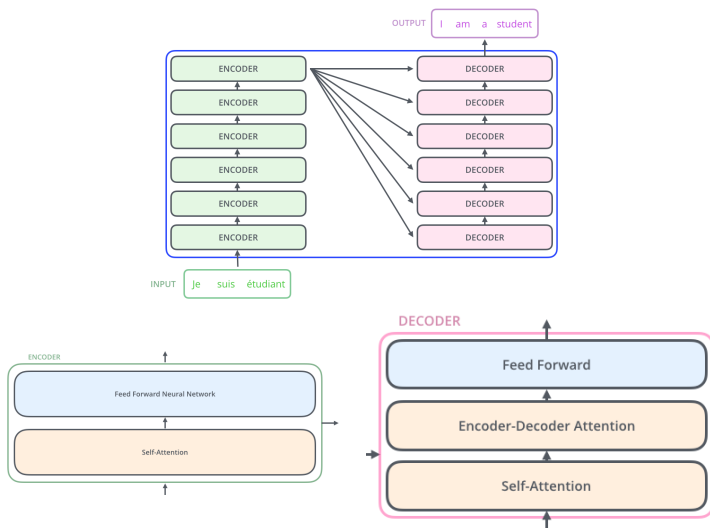 OUTPUT I am a student
ENCODER DECODER
ENCODER DECODER
ENCODER DECODER
ENCODER DECODER
ENCODER DECODER
ENCODER DECODER
INPUT Je suis étudiant
ENCODER
Feed Forward Neural Network
Self-Attention
DECODER
Feed Forward
Encoder-Decoder Attention
Self-Attention